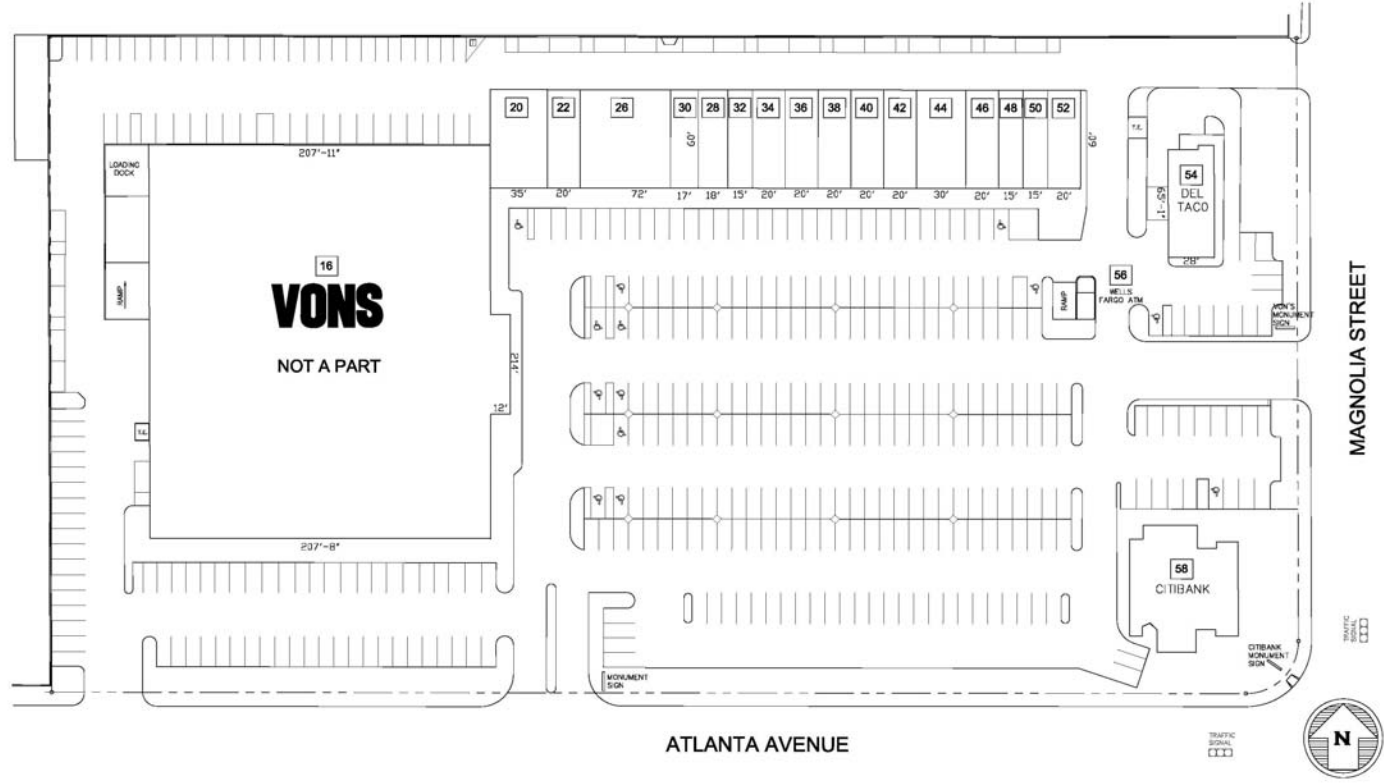 20 22 26 30 28 32 34 36 38 40 42 44 46 48 50 52
60'
60'
35' 20' 72' 17' 18' 15' 20' 20' 20' 20' 20' 30' 20' 15' 15' 20'
207'-11"
LOADING
DOCK
RAMP
16
VONS
NOT A PART
214'
12'
T.E.
207'-8"
T.E.
54
DEL
TACO
65'-1"
28'
56
WELLS
FARGO ATM
RAMP
VON'S
MONUMENT
SIGN
MAGNOLIA STREET
58
CITIBANK
CITIBANK
MONUMENT
SIGN
TRAFFIC
SIGNAL
MONUMENT
SIGN
ATLANTA AVENUE
TRAFFIC
SIGNAL
N